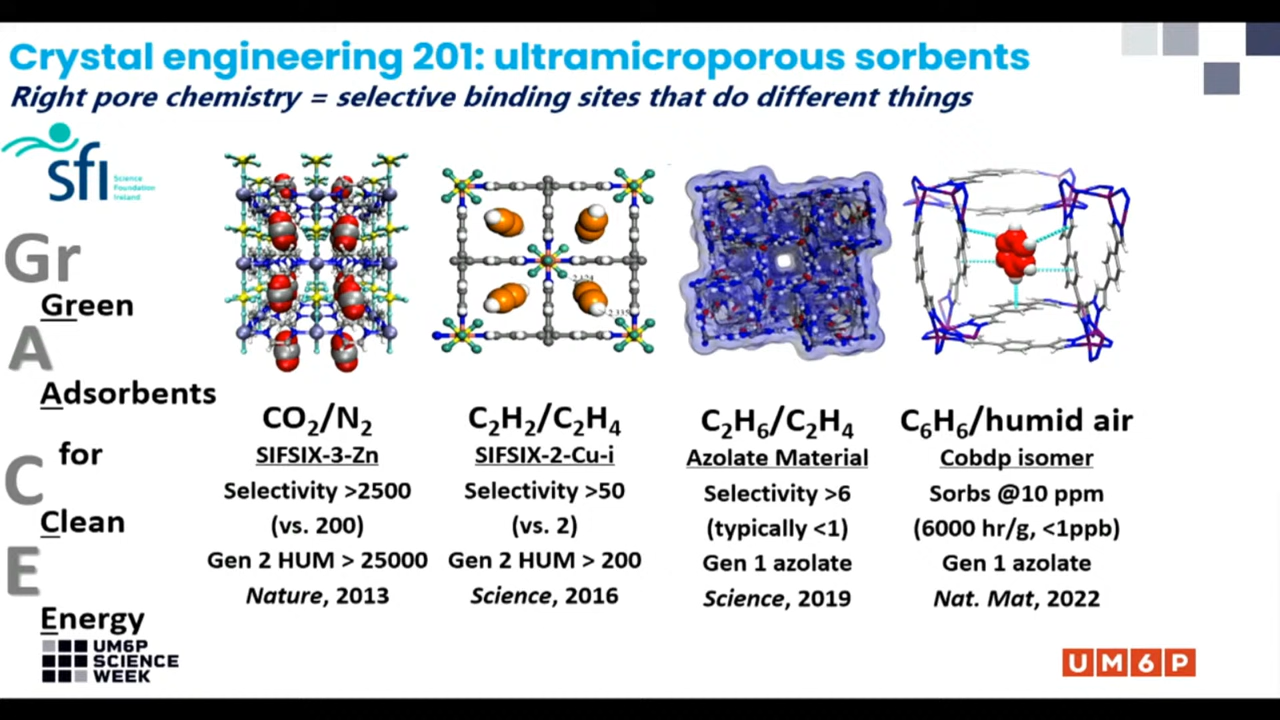 Crystal engineering 201: ultramicroporous sorbents
Right pore chemistry = selective binding sites that do different things
sfi
Science
Foundation
Ireland
Gr
Green
A
Adsorbents
for
C
Clean
E
Energy
CO₂/N₂
SIFSIX-3-Zn
Selectivity >2500
(vs. 200)
Gen 2 HUM > 25000
Nature, 2013
2.335
C₂H₂/C₂H₄
SIFSIX-2-Cu-i
Selectivity >50
(vs. 2)
Gen 2 HUM > 200
Science, 2016
C₂H₆/C₂H₄
Azolate Material
Selectivity >6
(typically <1)
Gen 1 azolate
Science, 2019
C₆H₆/humid air
Cobdp isomer
Sorbs @10 ppm
(6000 hr/g, <1ppb)
Gen 1 azolate
Nat. Mat, 2022
UM6P
SCIENCE
WEEK
UM6P